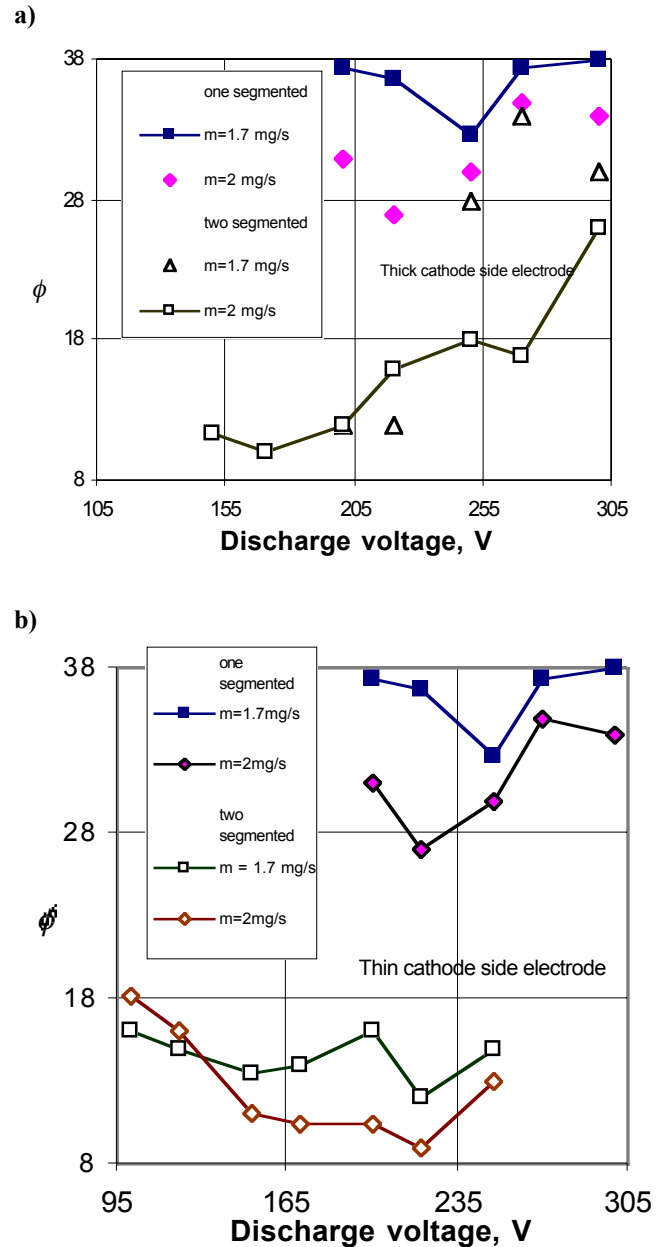 a)
38
28
18
8
ϕ
one segmented
m=1.7 mg/s
m=2 mg/s
two segmented
m=1.7 mg/s
m=2 mg/s
Thick cathode side electrode
105 155 205 255 305
Discharge voltage, V
b)
38
28
18
8
one
segmented
m=1.7mg/s
m=2mg/s
two
segmented
m = 1.7 mg/s
m=2mg/s
Thin cathode side electrode
95 165 235 305
Discharge voltage, V